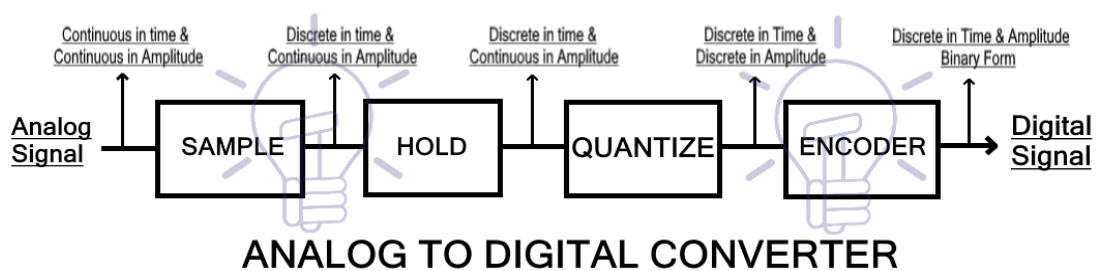 Continuous in time &
Continuous in Amplitude
Discrete in time &
Continuous in Amplitude
Discrete in time &
Continuous in Amplitude
Discrete in Time &
Discrete in Amplitude
Discrete in Time & Amplitude
Binary Form
Analog
Signal
SAMPLE
HOLD
QUANTIZE
ENCODER
Digital
Signal
ANALOG TO DIGITAL CONVERTER